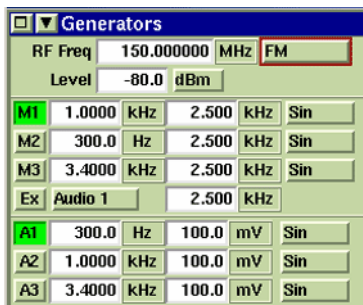 Generators
RF Freq 150.000000 MHz FM
Level -80.0 dBm
M1 1.0000 kHz 2.500 kHz Sin
M2 300.0 Hz 2.500 kHz Sin
M3 3.4000 kHz 2.500 kHz Sin
Ex Audio 1 2.500 kHz
A1 300.0 Hz 100.0 mV Sin
A2 1.0000 kHz 100.0 mV Sin
A3 3.4000 kHz 100.0 mV Sin